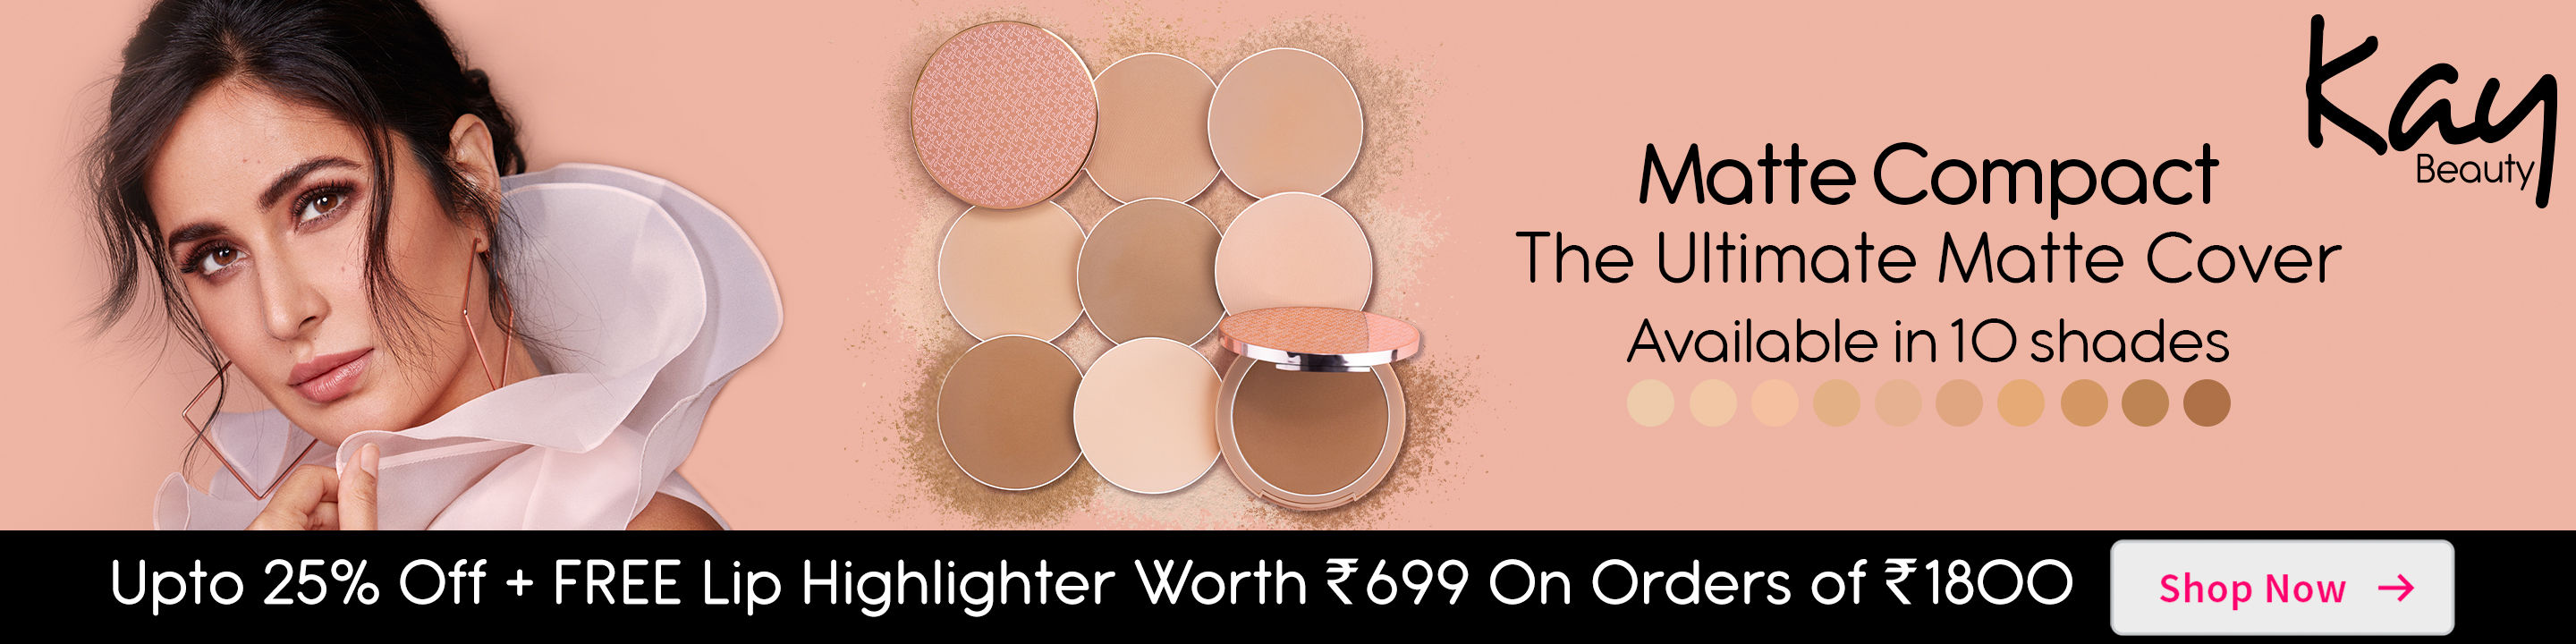 Kay
Beauty
Matte Compact
The Ultimate Matte Cover
Available in 10 shades
Upto 25% Off + FREE Lip Highlighter Worth ₹699 On Orders of ₹1800
Shop Now →